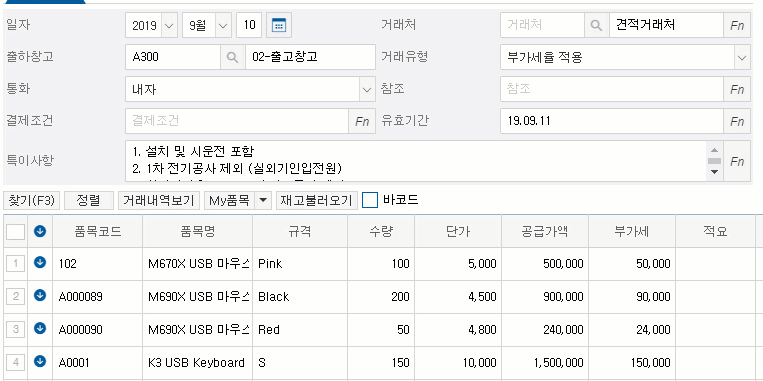 일자 2019 9월 10 거래처 거래처 견적거래처 Fn
출하창고 A300 02-출고창고 거래유형 부가세율 적용
통화 내자 참조 참조 Fn
결제조건 결제조건 Fn 유효기간 19.09.11 Fn
특이사항 1. 설치 및 시운전 포함 Fn
2. 1차 전기공사 제외 (실외기인입전원)
찾기(F3) 정렬 거래내역보기 My품목 재고불러오기 바코드
품목코드 품목명 규격 수량 단가 공급가액 부가세 적요
1 102 M670X USB 마우스 Pink 100 5,000 500,000 50,000
2 A000089 M690X USB 마우스 Black 200 4,500 900,000 90,000
3 A000090 M690X USB 마우스 Red 50 4,800 240,000 24,000
4 A0001 K3 USB Keyboard S 150 10,000 1,500,000 150,000